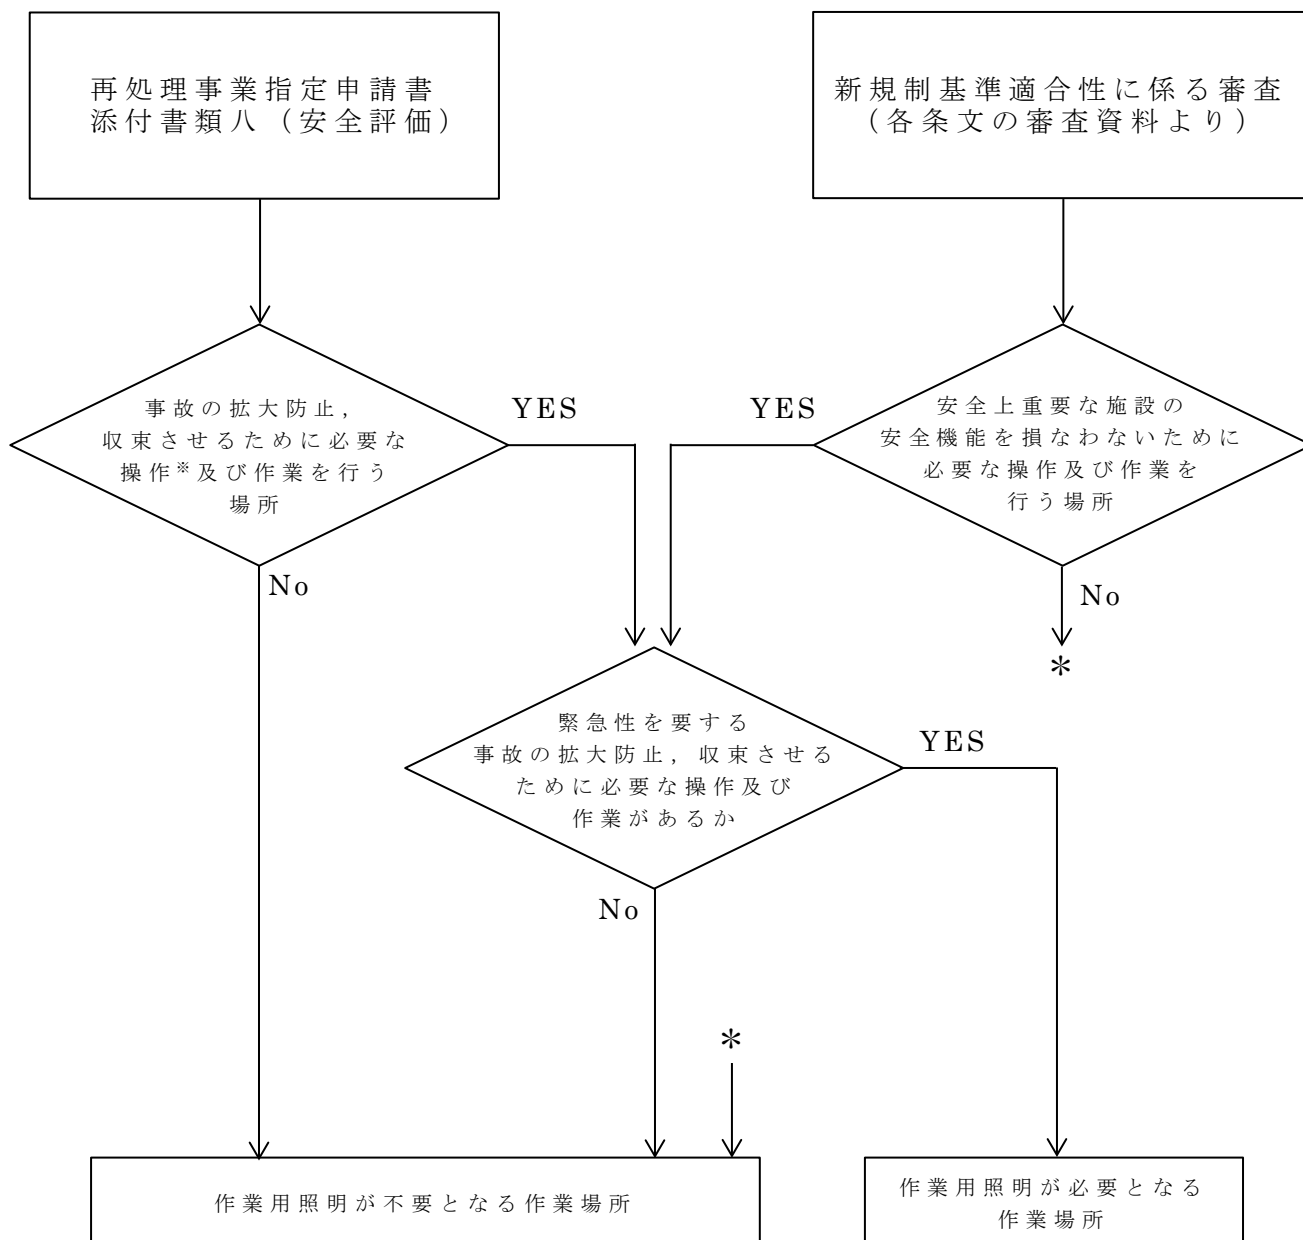 再処理事業指定申請書
添付書類八（安全評価）
新規制基準適合性に係る審査
（各条文の審査資料より）
事故の拡大防止，
収束させるために必要な
操作※及び作業を行う
場所
YES
No
YES
安全上重要な施設の
安全機能を損なわないために
必要な操作及び作業を
行う場所
No
＊
緊急性を要する
事故の拡大防止，収束させる
ために必要な操作及び
作業があるか
YES
No
＊
作業用照明が不要となる作業場所
作業用照明が必要となる
作業場所